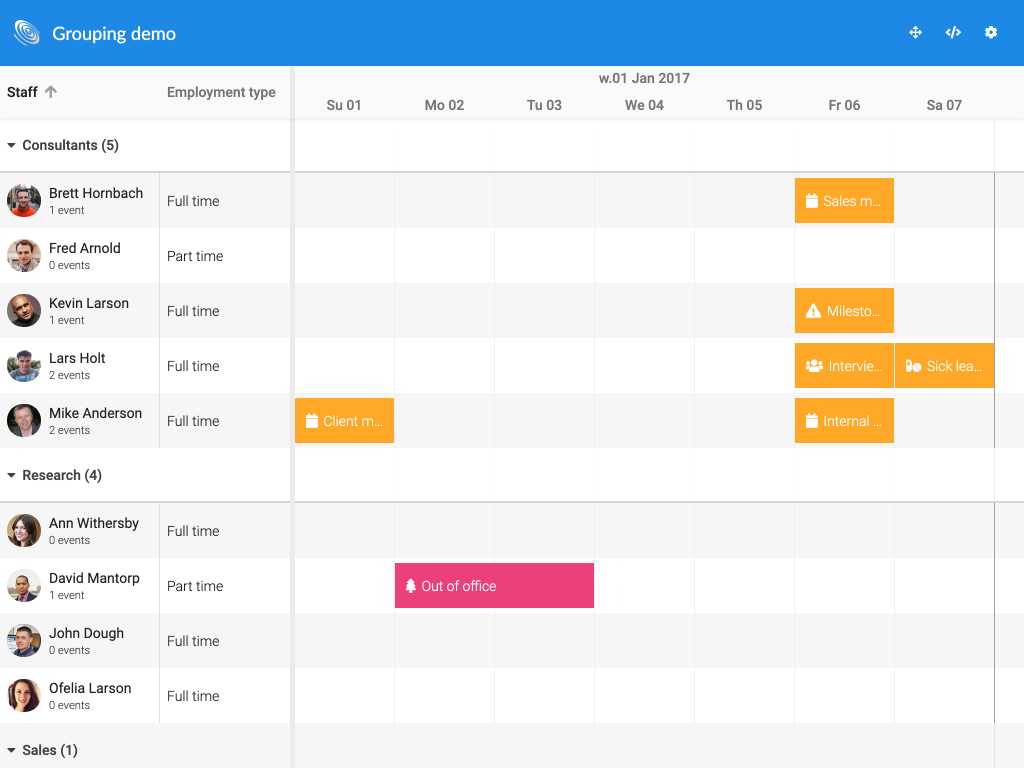 Grouping demo
Staff Employment type
w.01 Jan 2017
Su 01 Mo 02 Tu 03 We 04 Th 05 Fr 06 Sa 07
Consultants (5)
Brett Hornbach
1 event
Full time
Sales m...
Fred Arnold
0 events
Part time
Kevin Larson
1 event
Full time
Milesto...
Lars Holt
2 events
Full time
Intervie...
Sick lea...
Mike Anderson
2 events
Full time
Client m...
Internal ...
Research (4)
Ann Withersby
0 events
Full time
David Mantorp
1 event
Part time
Out of office
John Dough
0 events
Full time
Ofelia Larson
0 events
Full time
Sales (1)